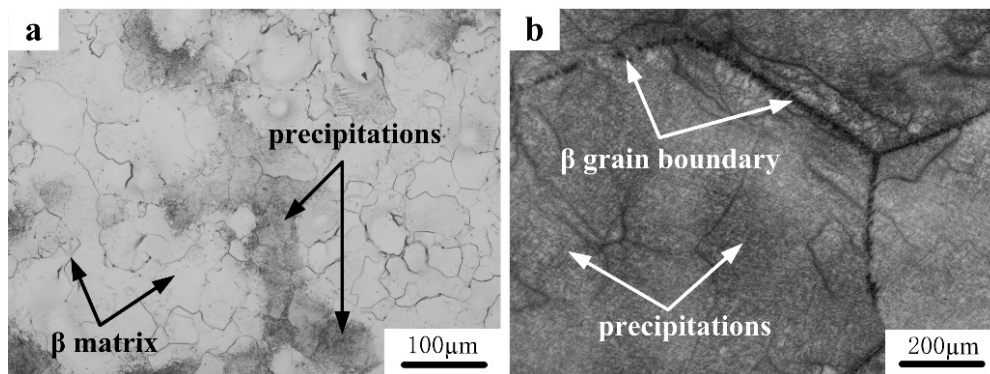 a
precipitations
β matrix
100μm
b
β grain boundary
precipitations
200μm